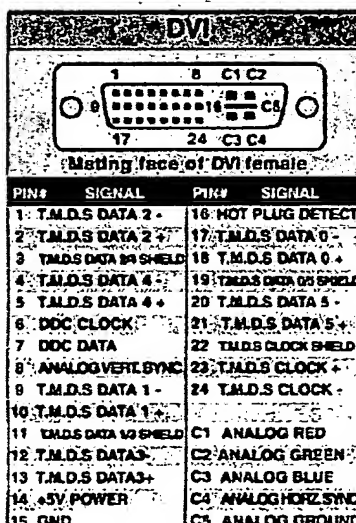 DVI
1 8 C1 C2
9 16 C5
17 24 C3 C4
Mating face of DVI female
PIN# SIGNAL PIN# SIGNAL
1 T.M.D.S DATA 2 - 16 HOT PLUG DETECT
2 T.M.D.S DATA 2 + 17 T.M.D.S DATA 0 -
3 T.M.D.S DATA 2/4 SHIELD 18 T.M.D.S DATA 0 +
4 T.M.D.S DATA 4 - 19 T.M.D.S DATA 0/5 SHIELD
5 T.M.D.S DATA 4 + 20 T.M.D.S DATA 5 -
6 DDC CLOCK 21 T.M.D.S DATA 5 +
7 DDC DATA 22 T.M.D.S CLOCK SHIELD
8 ANALOG VERT. SYNC 23 T.M.D.S CLOCK +
9 T.M.D.S DATA 1 - 24 T.M.D.S CLOCK -
10 T.M.D.S DATA 1 +
11 T.M.D.S DATA 1/3 SHIELD C1 ANALOG RED
12 T.M.D.S DATA3- C2 ANALOG GREEN
13 T.M.D.S DATA3+ C3 ANALOG BLUE
14 +5V POWER C4 ANALOG HORZ. SYNC
15 GND C5 ANALOG GROUND